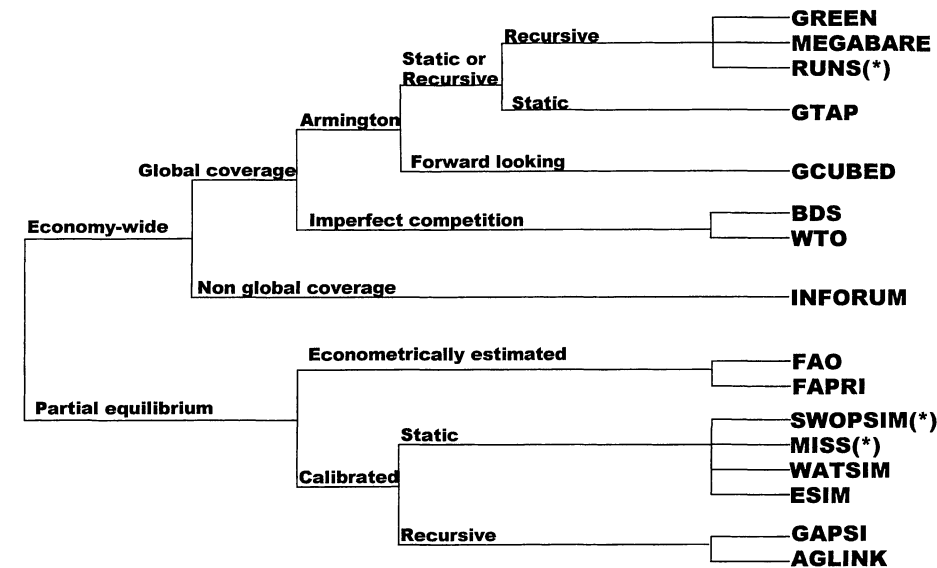 GREEN
Recursive
MEGABARE
Static or
Recursive
RUNS(*)
Static
GTAP
Armington
Forward looking
GCUBED
Global coverage
BDS
Imperfect competition
WTO
Economy-wide
Non global coverage
INFORUM
Econometrically estimated
FAO
FAPRI
Partial equilibrium
SWOPSIM(*)
Static
MISS(*)
WATSIM
Calibrated
ESIM
Recursive
GAPSI
AGLINK